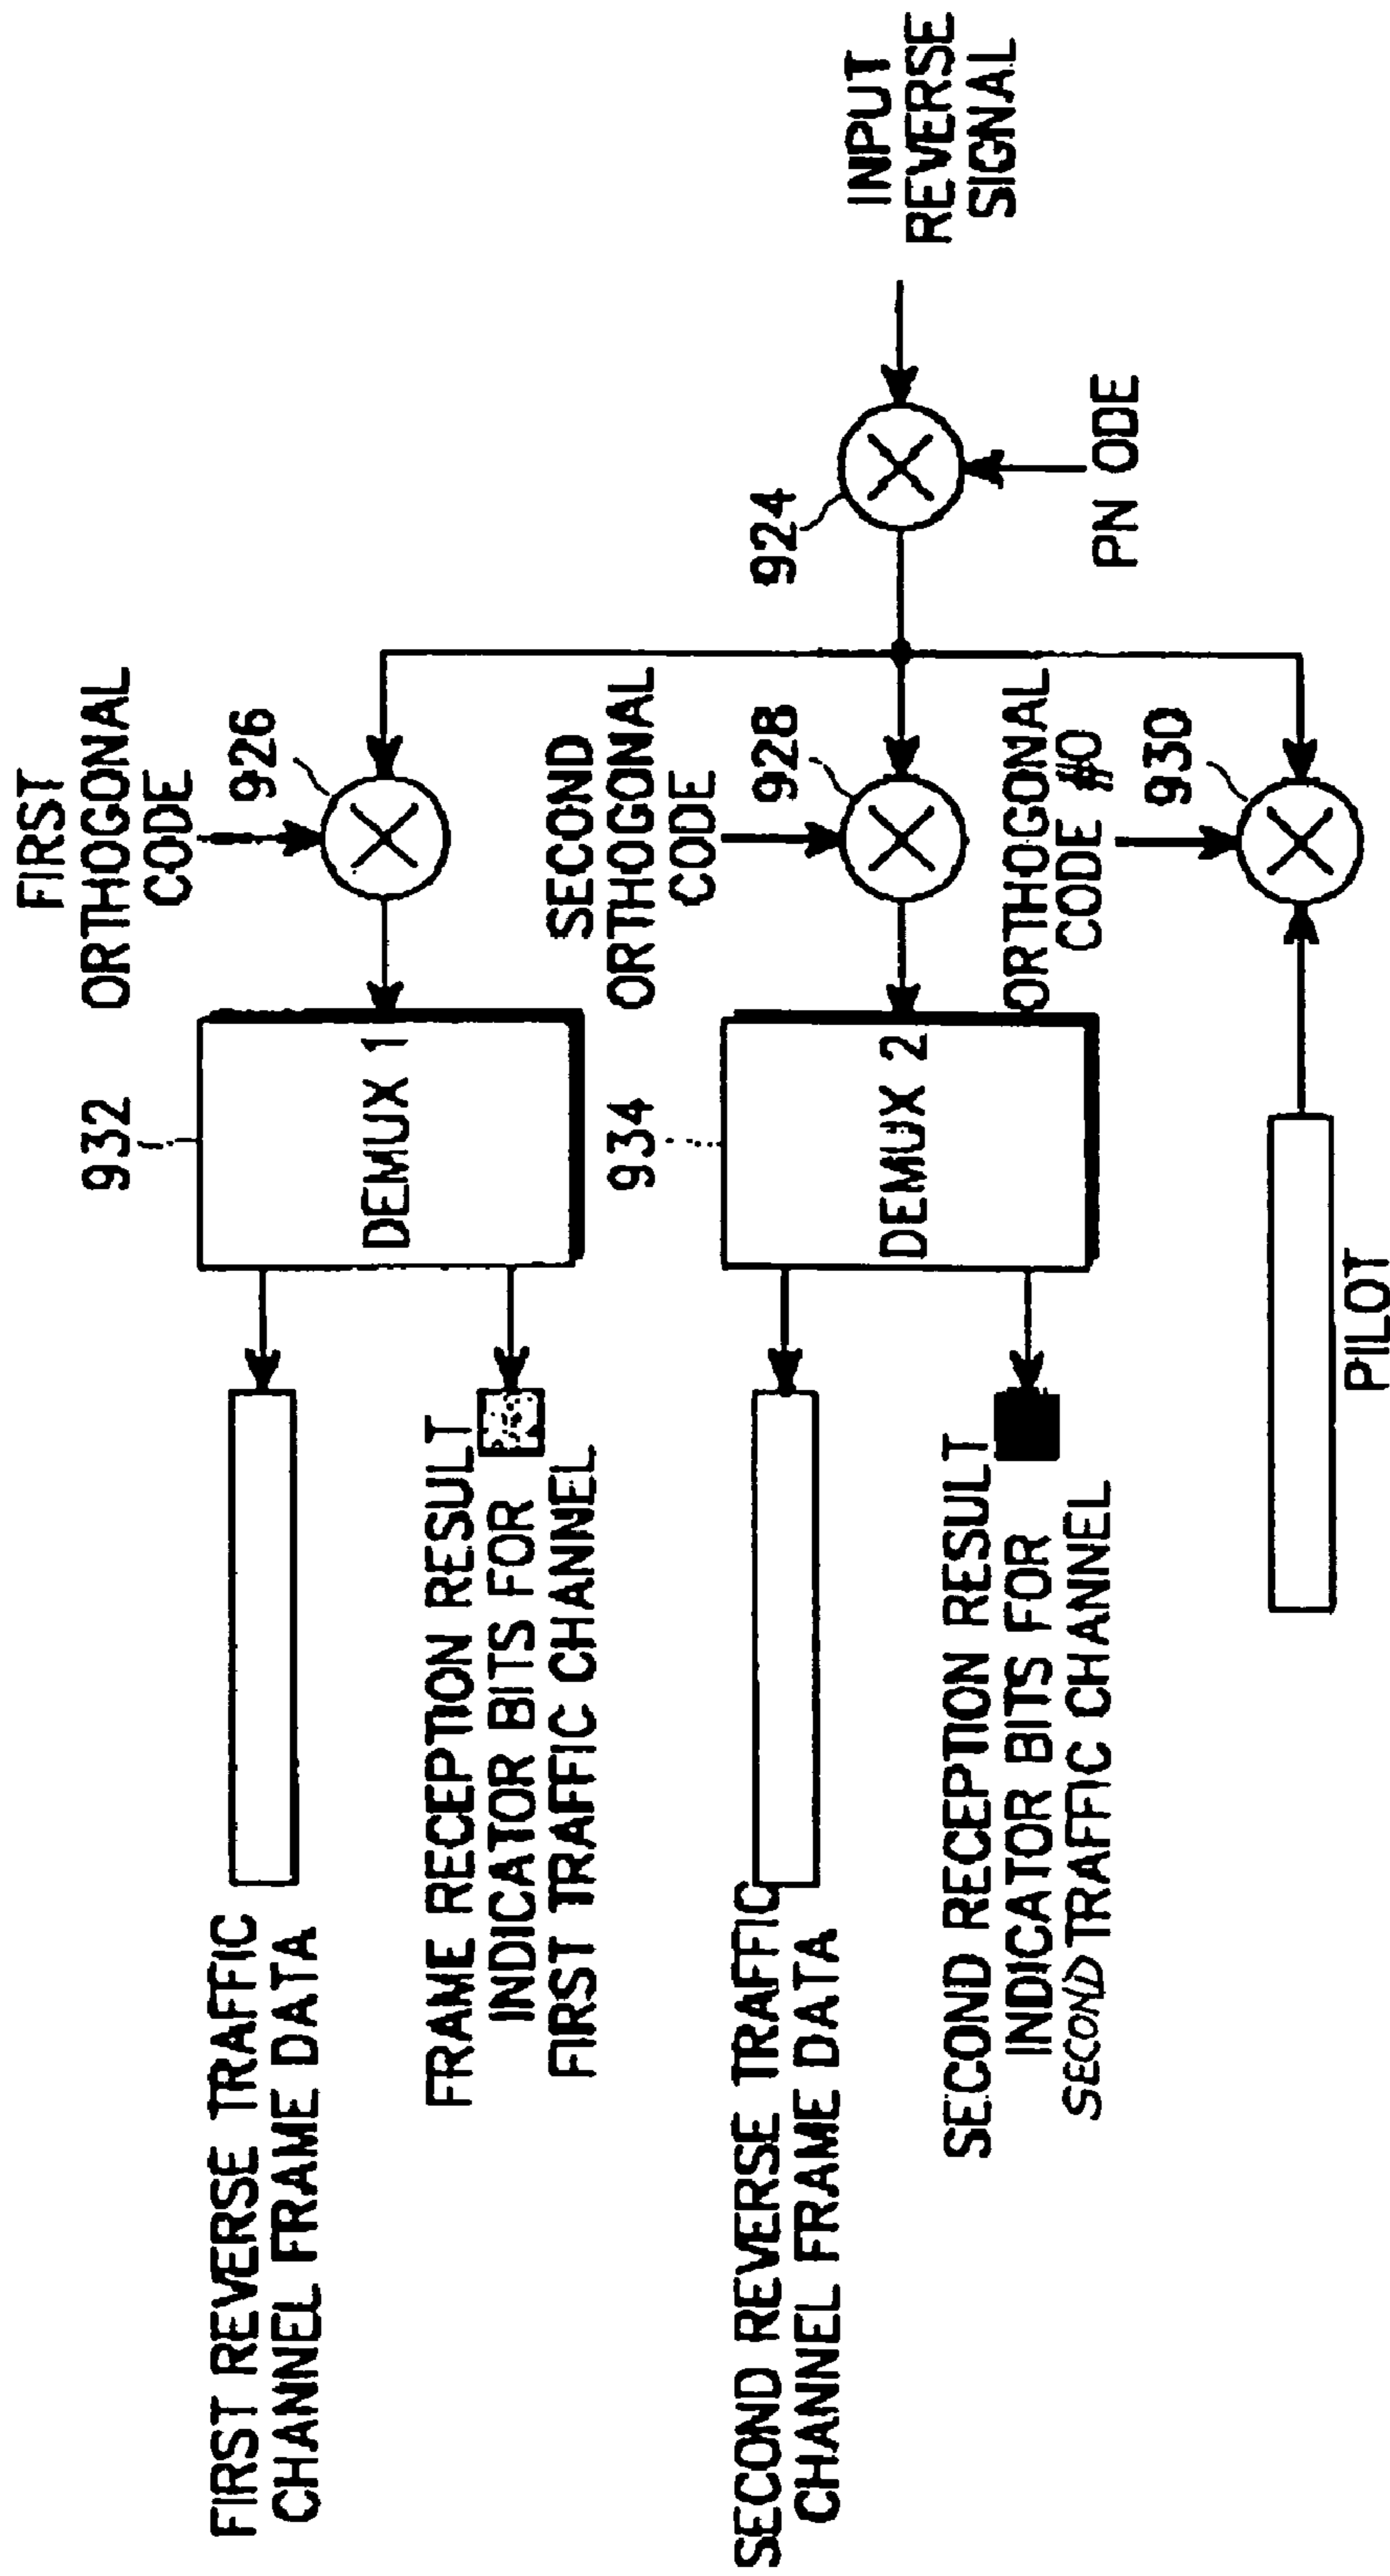 FIRST REVERSE TRAFFIC
CHANNEL FRAME DATA
932
DEMUX 1
FIRST
ORTHOGONAL
CODE
926
FRAME RECEPTION RESULT
INDICATOR BITS FOR
FIRST TRAFFIC CHANNEL
SECOND REVERSE TRAFFIC
CHANNEL FRAME DATA
934
DEMUX 2
SECOND
ORTHOGONAL
CODE
928
924
INPUT
REVERSE
SIGNAL
SECOND RECEPTION RESULT
INDICATOR BITS FOR
SECOND TRAFFIC CHANNEL
ORTHOGONAL
CODE #0
930
PN ODE
PILOT